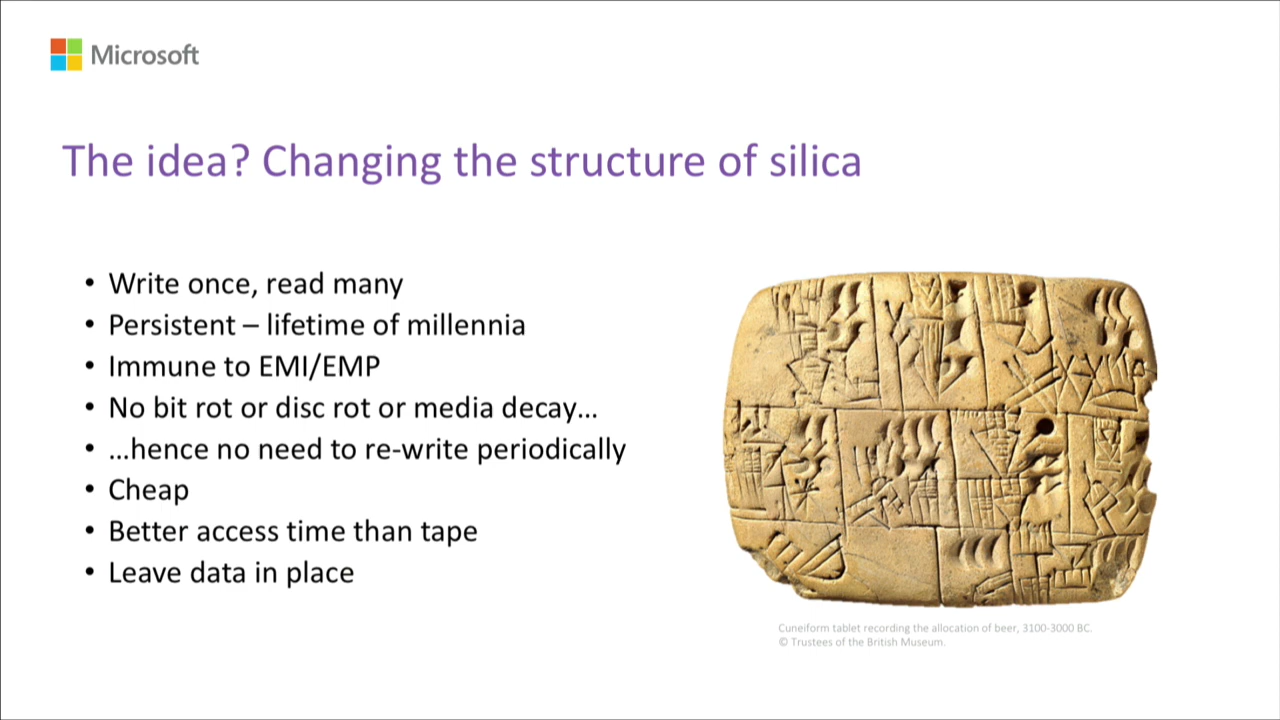 Microsoft
The idea? Changing the structure of silica
• Write once, read many
• Persistent – lifetime of millennia
• Immune to EMI/EMP
• No bit rot or disc rot or media decay…
• …hence no need to re-write periodically
• Cheap
• Better access time than tape
• Leave data in place
Cuneiform tablet recording the allocation of beer, 3100-3000 BC.
© Trustees of the British Museum.